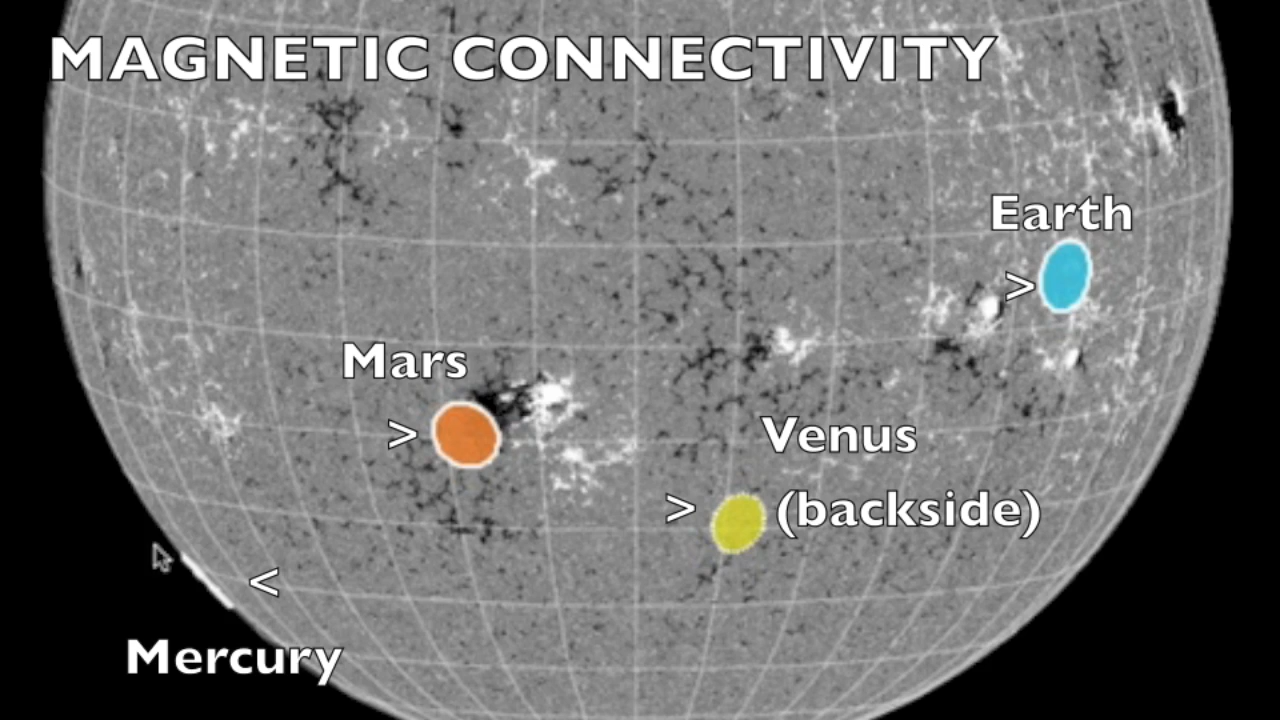 MAGNETIC CONNECTIVITY
Earth
>
Mars
>
Venus
> (backside)
<
Mercury